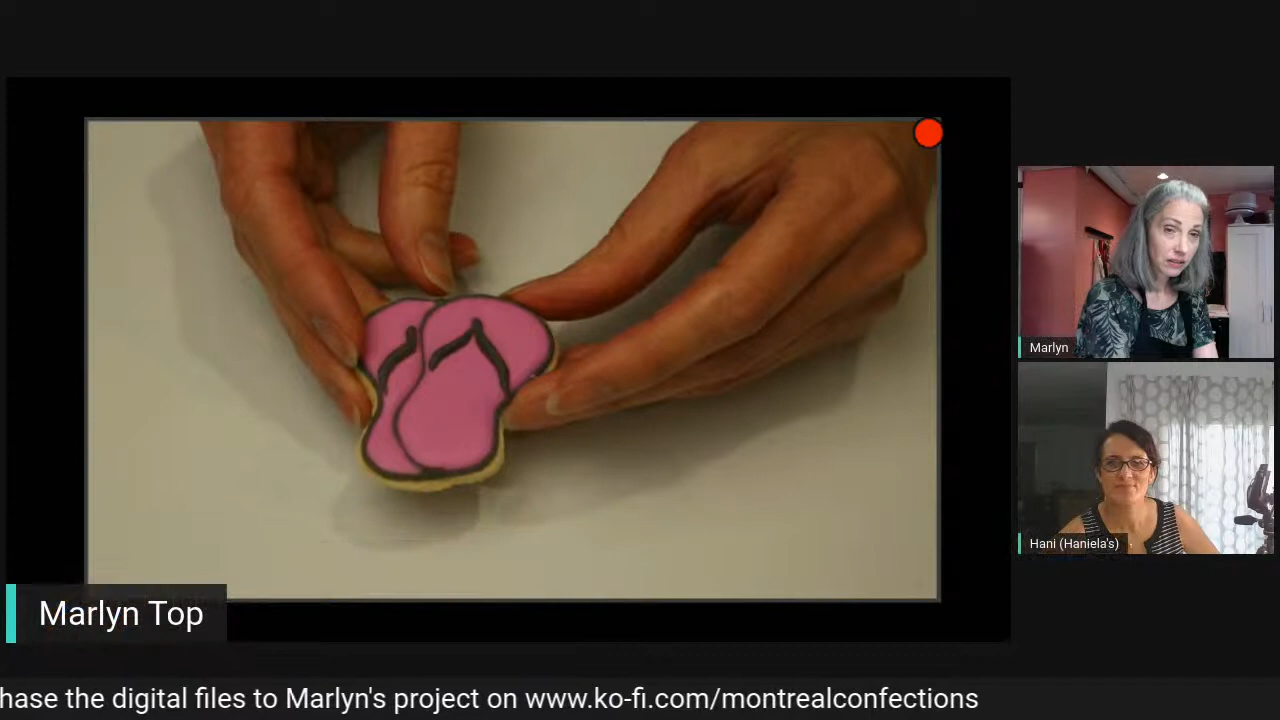 Marlyn
Hani (Haniela's)
Marlyn Top
hase the digital files to Marlyn's project on www.ko-fi.com/montrealconfections